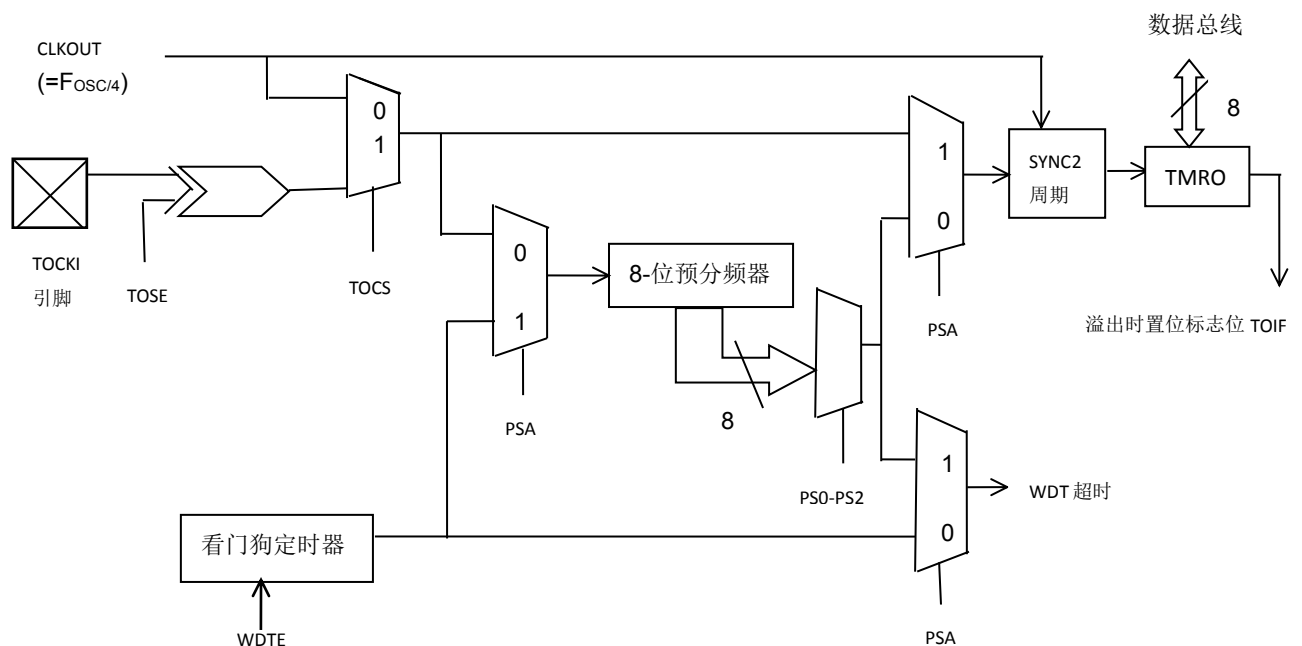 CLKOUT
(=FOSC/4)
数据总线
8
0
1
1
0
SYNC2
周期
TMRO
TOCKI
引脚
TOSE
TOCS
0
1
8-位预分频器
PSA
溢出时置位标志位 TOIF
PSA
8
PS0-PS2
1
0
WDT 超时
看门狗定时器
WDTE
PSA